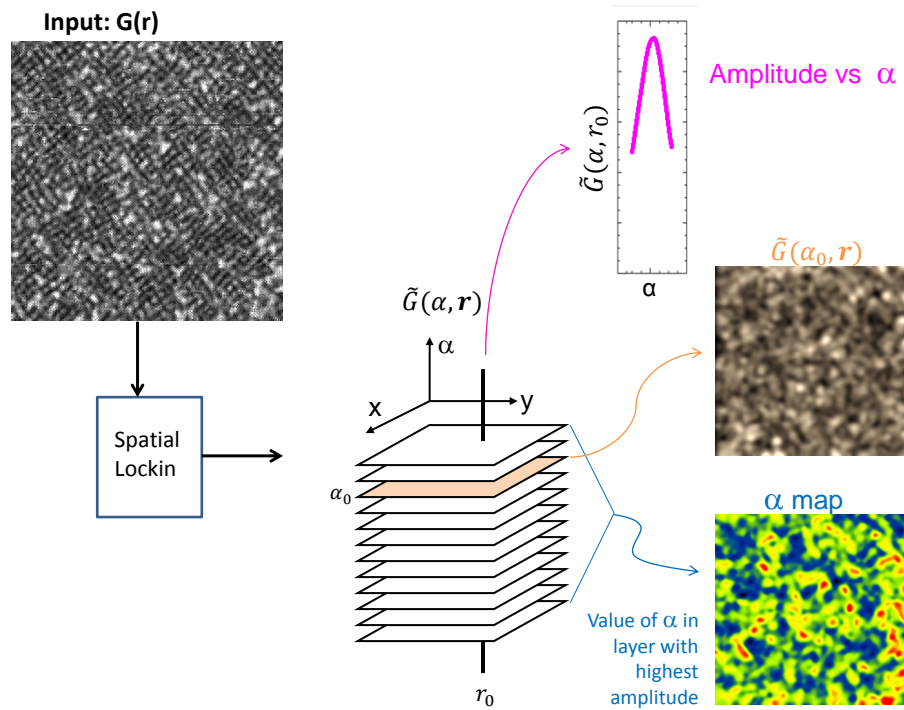 Input: G(r)
Amplitude vs α
G̃(α, r₀)
α
G̃(α₀, r)
G̃(α, r)
α
x
y
Spatial
Lockin
α₀
α map
Value of α in
layer with
highest
amplitude
r₀